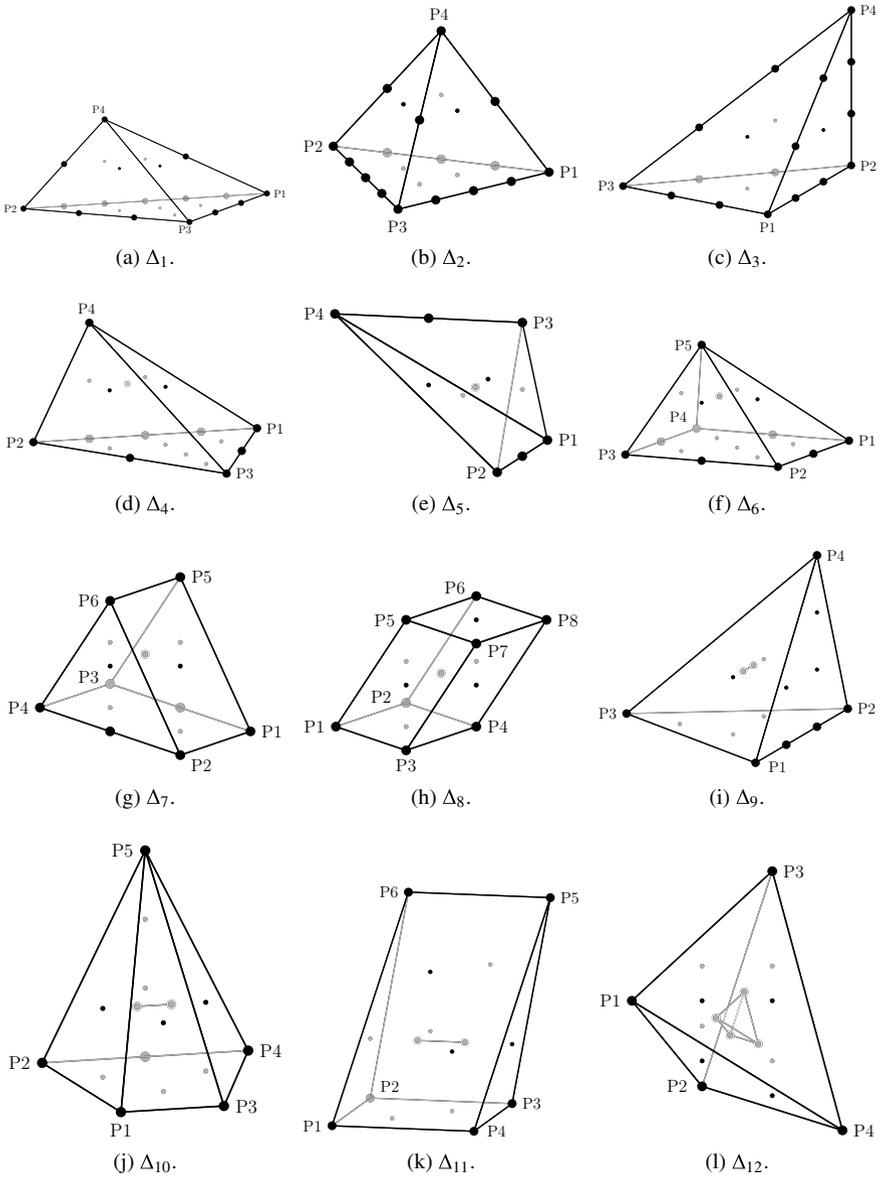 P4
P2
P1
P3
(a) Δ1.
P4
P2
P1
P3
(b) Δ2.
P4
P2
P3
P1
(c) Δ3.
P4
P2
P1
P3
(d) Δ4.
P4
P3
P1
P2
(e) Δ5.
P5
P4
P3
P1
P2
(f) Δ6.
P5
P6
P3
P4
P1
P2
(g) Δ7.
P6
P5
P8
P7
P2
P1
P4
P3
(h) Δ8.
P4
P3
P2
P1
(i) Δ9.
P5
P2
P4
P3
P1
(j) Δ10.
P6
P5
P2
P3
P1
P4
(k) Δ11.
P3
P1
P2
P4
(l) Δ12.